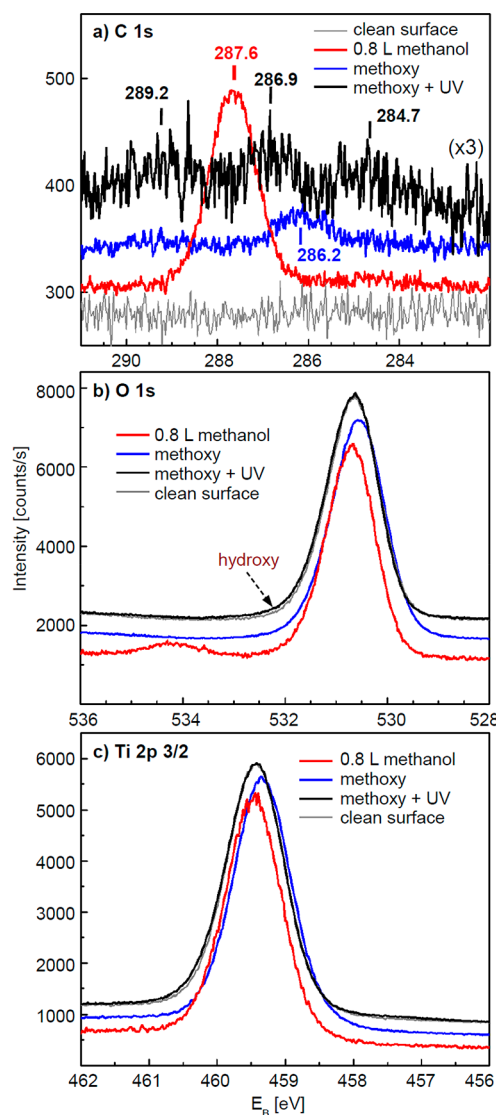 a) C 1s
clean surface
0.8 L methanol
methoxy
methoxy + UV
287.6
289.2
286.9
284.7
(x3)
286.2
500
400
300
290
288
286
284
b) O 1s
0.8 L methanol
methoxy
methoxy + UV
clean surface
hydroxy
8000
6000
4000
2000
Intensity [counts/s]
536
534
532
530
528
c) Ti 2p 3/2
0.8 L methanol
methoxy
methoxy + UV
clean surface
6000
5000
4000
3000
2000
1000
462
461
460
459
458
457
456
E_B [eV]